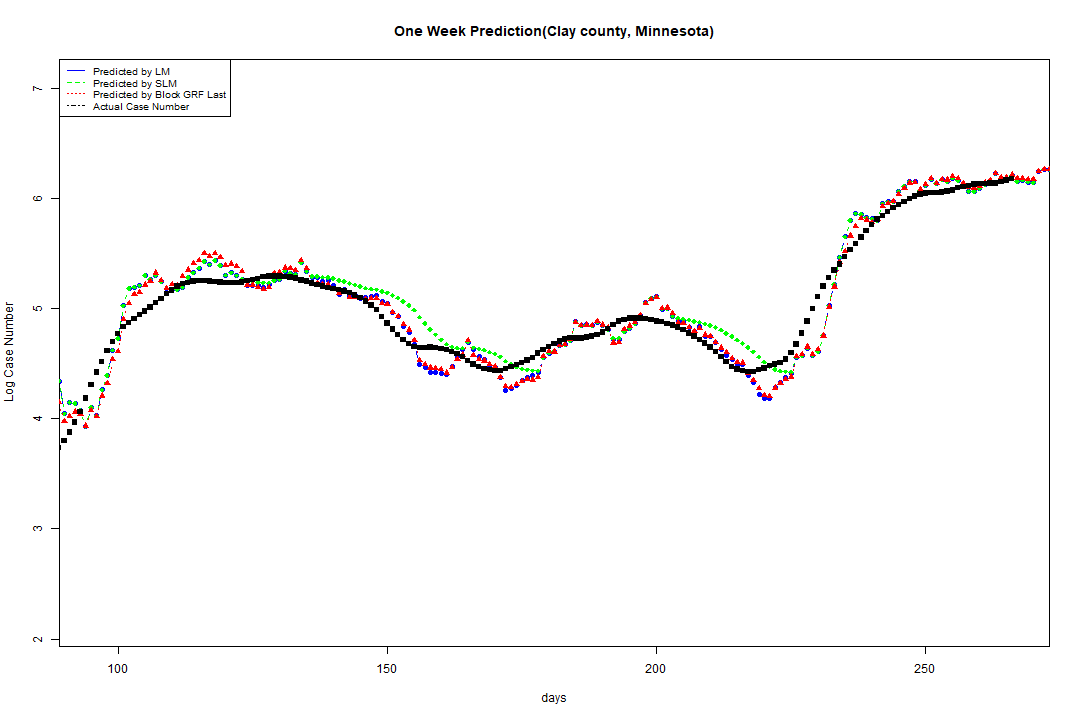 One Week Prediction(Clay county, Minnesota)
Predicted by LM
Predicted by SLM
Predicted by Block GRF Last
Actual Case Number
7
6
5
4
3
2
Log Case Number
100 150 200 250
days